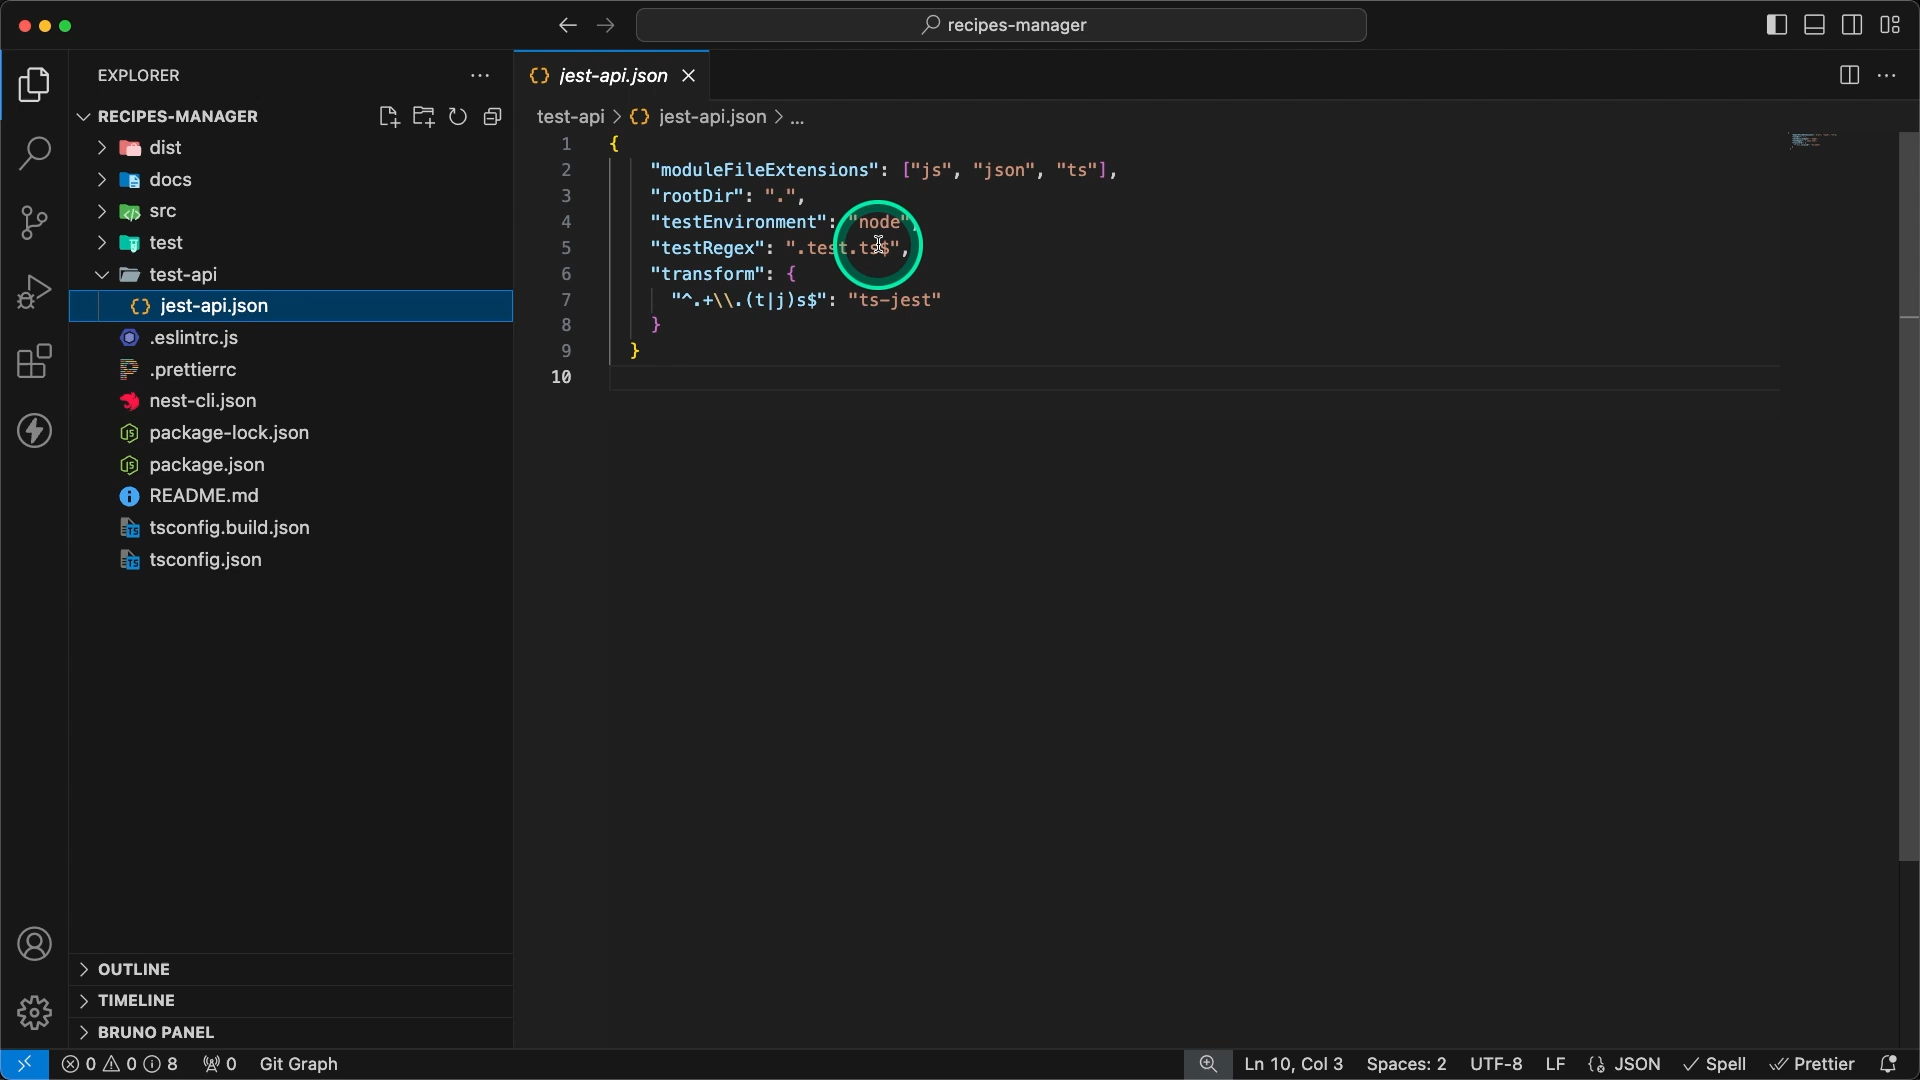 recipes-manager
EXPLORER
RECIPES-MANAGER
dist
docs
src
test
test-api
jest-api.json
.eslintrc.js
.prettierrc
nest-cli.json
package-lock.json
package.json
README.md
tsconfig.build.json
tsconfig.json
OUTLINE
TIMELINE
BRUNO PANEL
jest-api.json
test-api > {} jest-api.json > ...
1 {
2 "moduleFileExtensions": ["js", "json", "ts"],
3 "rootDir": ".",
4 "testEnvironment": "node",
5 "testRegex": ".test.ts$",
6 "transform": {
7 "^.+\\.(t|j)s$": "ts-jest"
8 }
9 }
10
0 0 8 0 Git Graph Ln 10, Col 3 Spaces: 2 UTF-8 LF JSON Spell Prettier